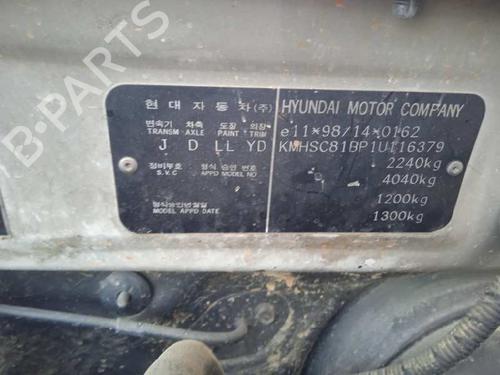 현대자동차(주) HYUNDAI MOTOR COMPANY
변속기 차축 도장 외장
TRANSM AXLE PAINT TRIM e11*98/14*0162
J D LL YD KMHSC81BP1U116379
정비부호 형식 승인 번호 2240kg
S.V.C APPD MODEL NO 4040kg
형식승인년월일 1200kg
MODEL APPD DATE 1300kg
B-PARTS